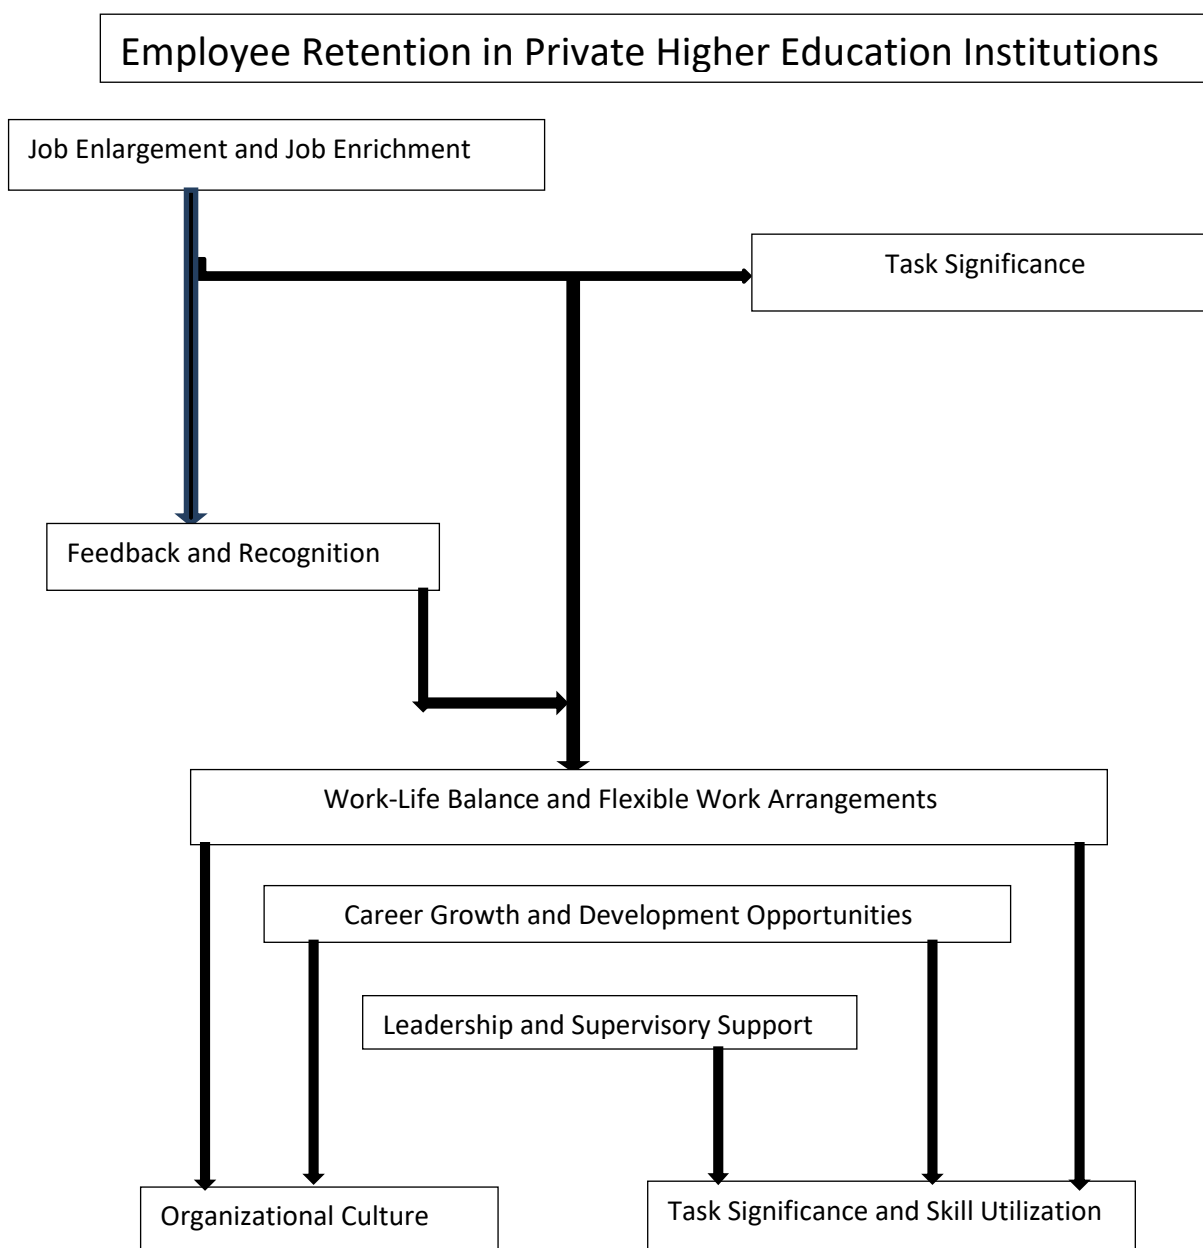 Employee Retention in Private Higher Education Institutions
Job Enlargement and Job Enrichment
Task Significance
Feedback and Recognition
Work-Life Balance and Flexible Work Arrangements
Career Growth and Development Opportunities
Leadership and Supervisory Support
Organizational Culture
Task Significance and Skill Utilization